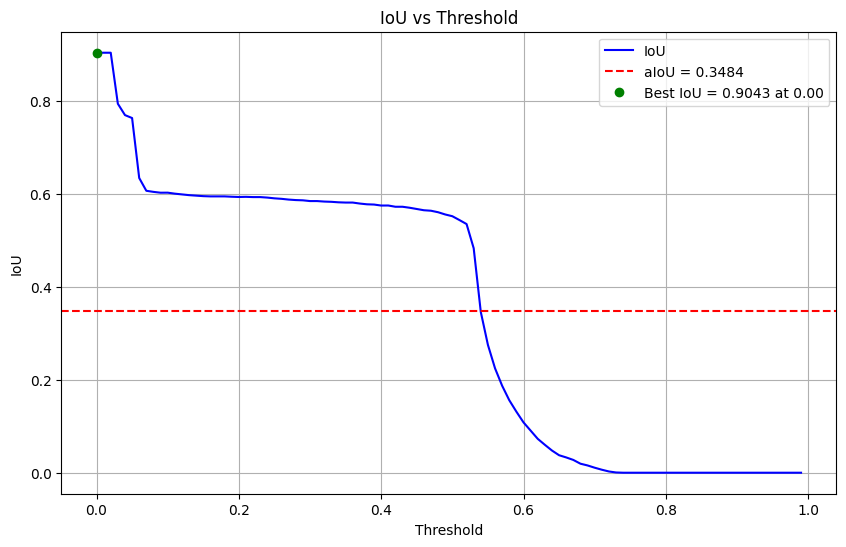 IoU vs Threshold
IoU
aIoU = 0.3484
Best IoU = 0.9043 at 0.00
0.8
0.6
0.4
0.2
0.0
IoU
0.0 0.2 0.4 0.6 0.8 1.0
Threshold